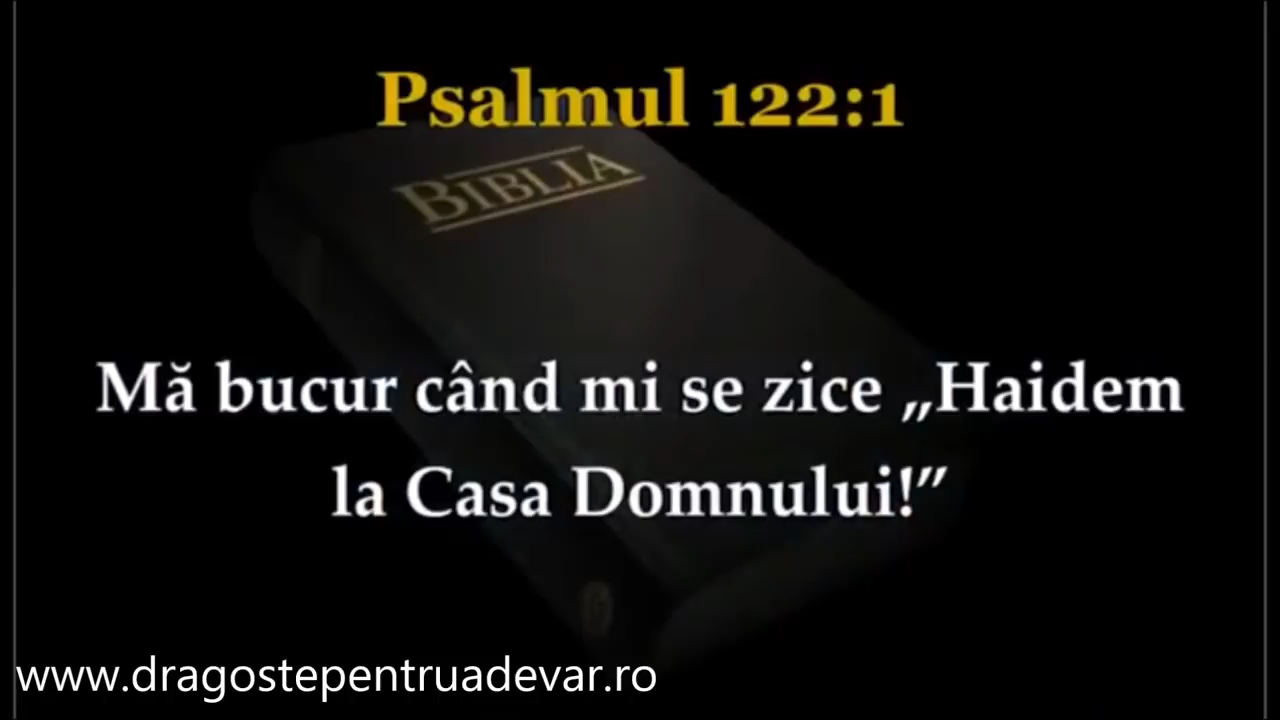 Psalmul 122:1
BIBLIA
Mă bucur când mi se zice „Haidem
la Casa Domnului!”
www.dragostepentruadevar.ro